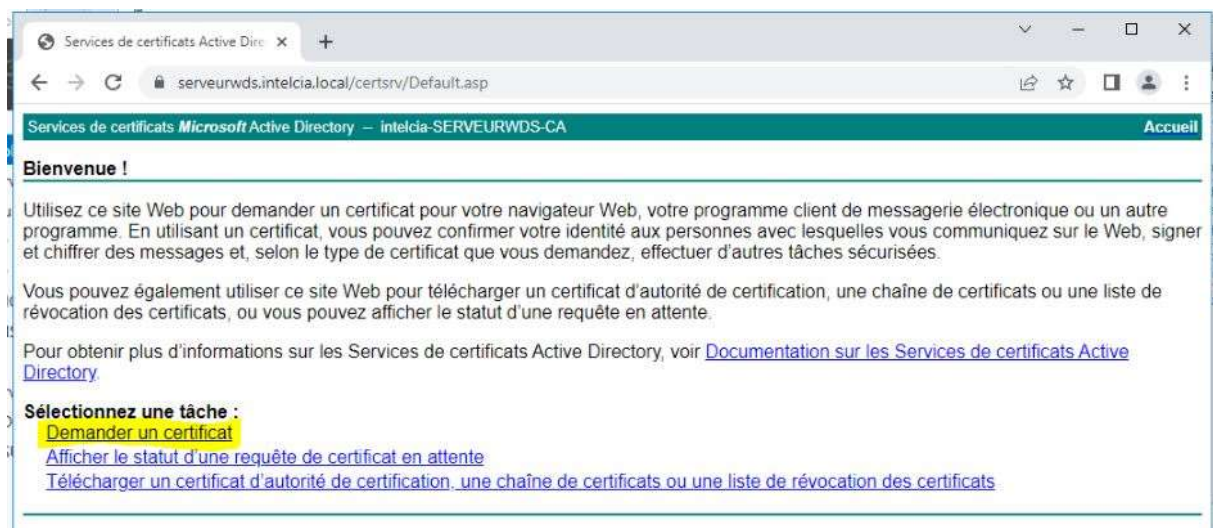 Services de certificats Active Dire
serveurwds.intelcia.local/certsrv/Default.asp
Services de certificats Microsoft Active Directory – intelcia-SERVEURWDS-CA Accueil
Bienvenue !
Utilisez ce site Web pour demander un certificat pour votre navigateur Web, votre programme client de messagerie électronique ou un autre
programme. En utilisant un certificat, vous pouvez confirmer votre identité aux personnes avec lesquelles vous communiquez sur le Web, signer
et chiffrer des messages et, selon le type de certificat que vous demandez, effectuer d’autres tâches sécurisées.
Vous pouvez également utiliser ce site Web pour télécharger un certificat d’autorité de certification, une chaîne de certificats ou une liste de
révocation des certificats, ou vous pouvez afficher le statut d’une requête en attente.
Pour obtenir plus d’informations sur les Services de certificats Active Directory, voir Documentation sur les Services de certificats Active
Directory.
Sélectionnez une tâche :
Demander un certificat
Afficher le statut d’une requête de certificat en attente
Télécharger un certificat d’autorité de certification, une chaîne de certificats ou une liste de révocation des certificats